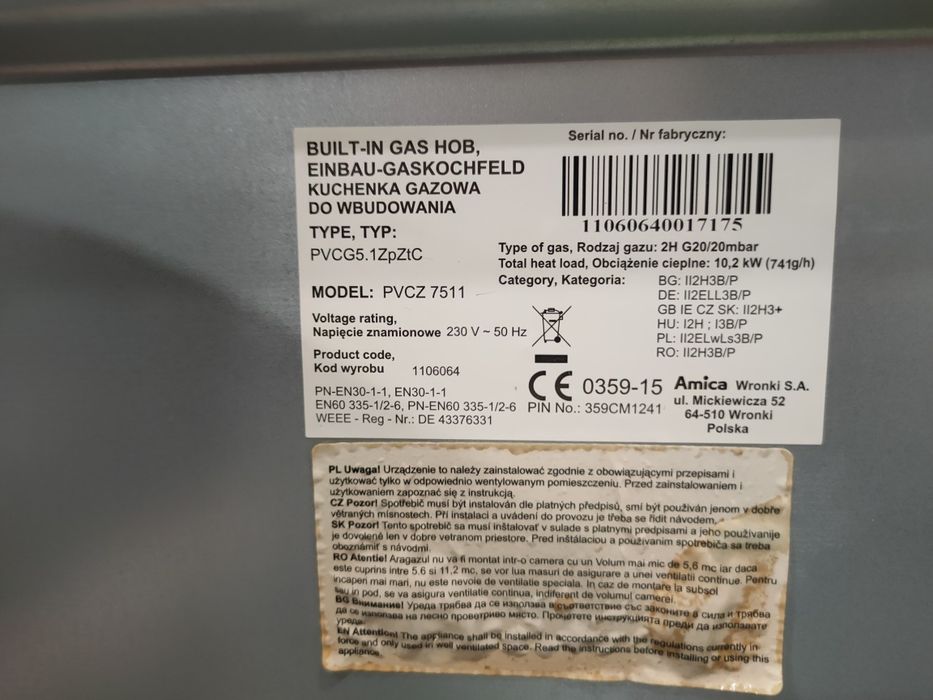 BUILT-IN GAS HOB,
EINBAU-GASKOCHFELD
KUCHENKA GAZOWA
DO WBUDOWANIA
TYPE, TYP:
PVCG5.1ZpZtC
MODEL: PVCZ 7511
Voltage rating,
Napięcie znamionowe 230 V ~ 50 Hz
Product code,
Kod wyrobu 1106064
PN-EN30-1-1, EN30-1-1
EN60 335-1/2-6, PN-EN60 335-1/2-6
WEEE - Reg - Nr.: DE 43376331
Serial no. / Nr fabryczny:
11060640017175
Type of gas, Rodzaj gazu: 2H G20/20mbar
Total heat load, Obciążenie cieplne: 10,2 kW (741g/h)
Category, Kategoria:
BG: II2H3B/P
DE: II2ELL3B/P
GB IE CZ SK: II2H3+
HU: I2H ; I3B/P
PL: II2ELwLs3B/P
RO: II2H3B/P
CE 0359-15
PIN No.: 359CM1241
Amica Wronki S.A.
ul. Mickiewicza 52
64-510 Wronki
Polska
PL Uwaga! Urządzenie to należy zainstalować zgodnie z obowiązującymi przepisami i
użytkować tylko w odpowiednio wentylowanym pomieszczeniu. Przed zainstalowaniem i
użytkowaniem zapoznać się z instrukcją.
CZ Pozor! Spotřebič musí být instalován dle platných předpisů, smí být používán jenom v dobře
větraných místnostech. Při instalaci a uvádění do provozu je třeba se řídit návodem.
SK Pozor! Tento spotrebič sa musí inštalovať v sulade s platnymi predpismi a jeho používanije
je dovolené len v dobre vetranom priestore. Pred inštaláciou a používaním spotrebiča sa treba
oboznámiť s návodmi.
RO Atentie! Aragazul nu va fi montat intr-o camera cu un Volum mai mic de 5,6 mc iar daca
este cuprins intre 5.6 si 11,2 mc, se vor lua masuri de asigurare a unei ventilatii continue. Pentru
incaperi mai mari, nu este nevoie de ventilatie speciala. In caz de montare la subsol
sau in pod, se va asigura ventilatie continua, indiferent de volumul camerei.
BG Внимание! Уреда трябва да се използва в съответствие със законите в сила и трябва
да се използва на лесно проветриво място. Прочетете инструкцията преди да използвате
уреда.
EN Attention! The appliance shall be installed in accordance with the regulations currently in
force and only used in well ventilated space. Read the instructions before installing or using this
appliance.